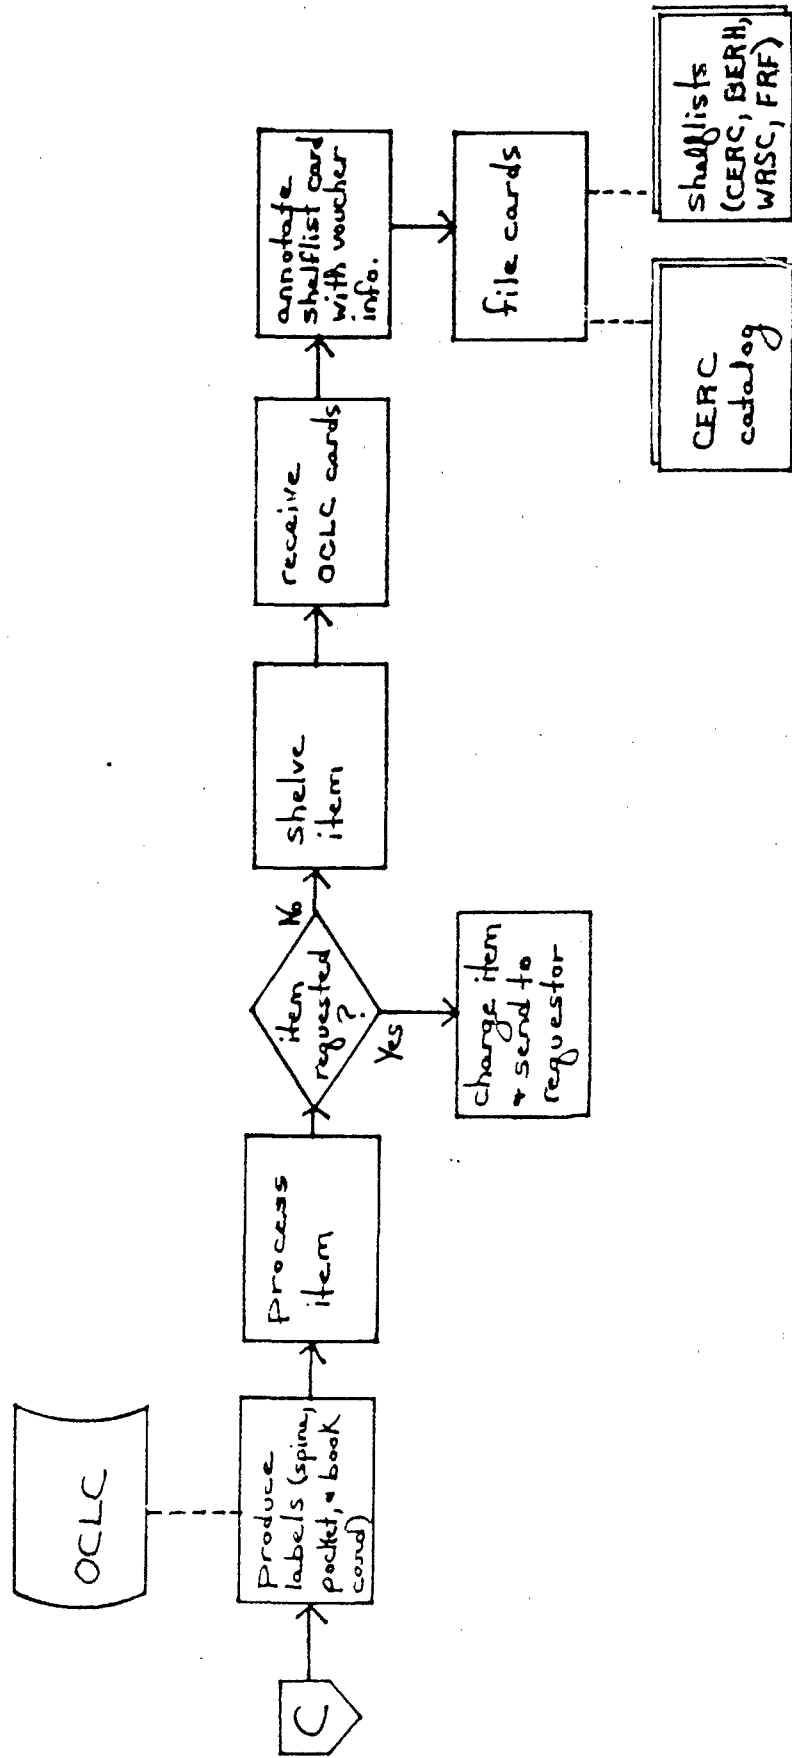 OCLC
C
Produce
labels (spine,
pocket, & book
card)
Process
item
item
requested
?
No
Yes
change item
& send to
requestor
shelve
item
receive
OCLC cards
annotate
shelflist card
with voucher
info.
file cards
CERC
catalog
shelflists
(CERC, BERH,
WRSC, FRF)